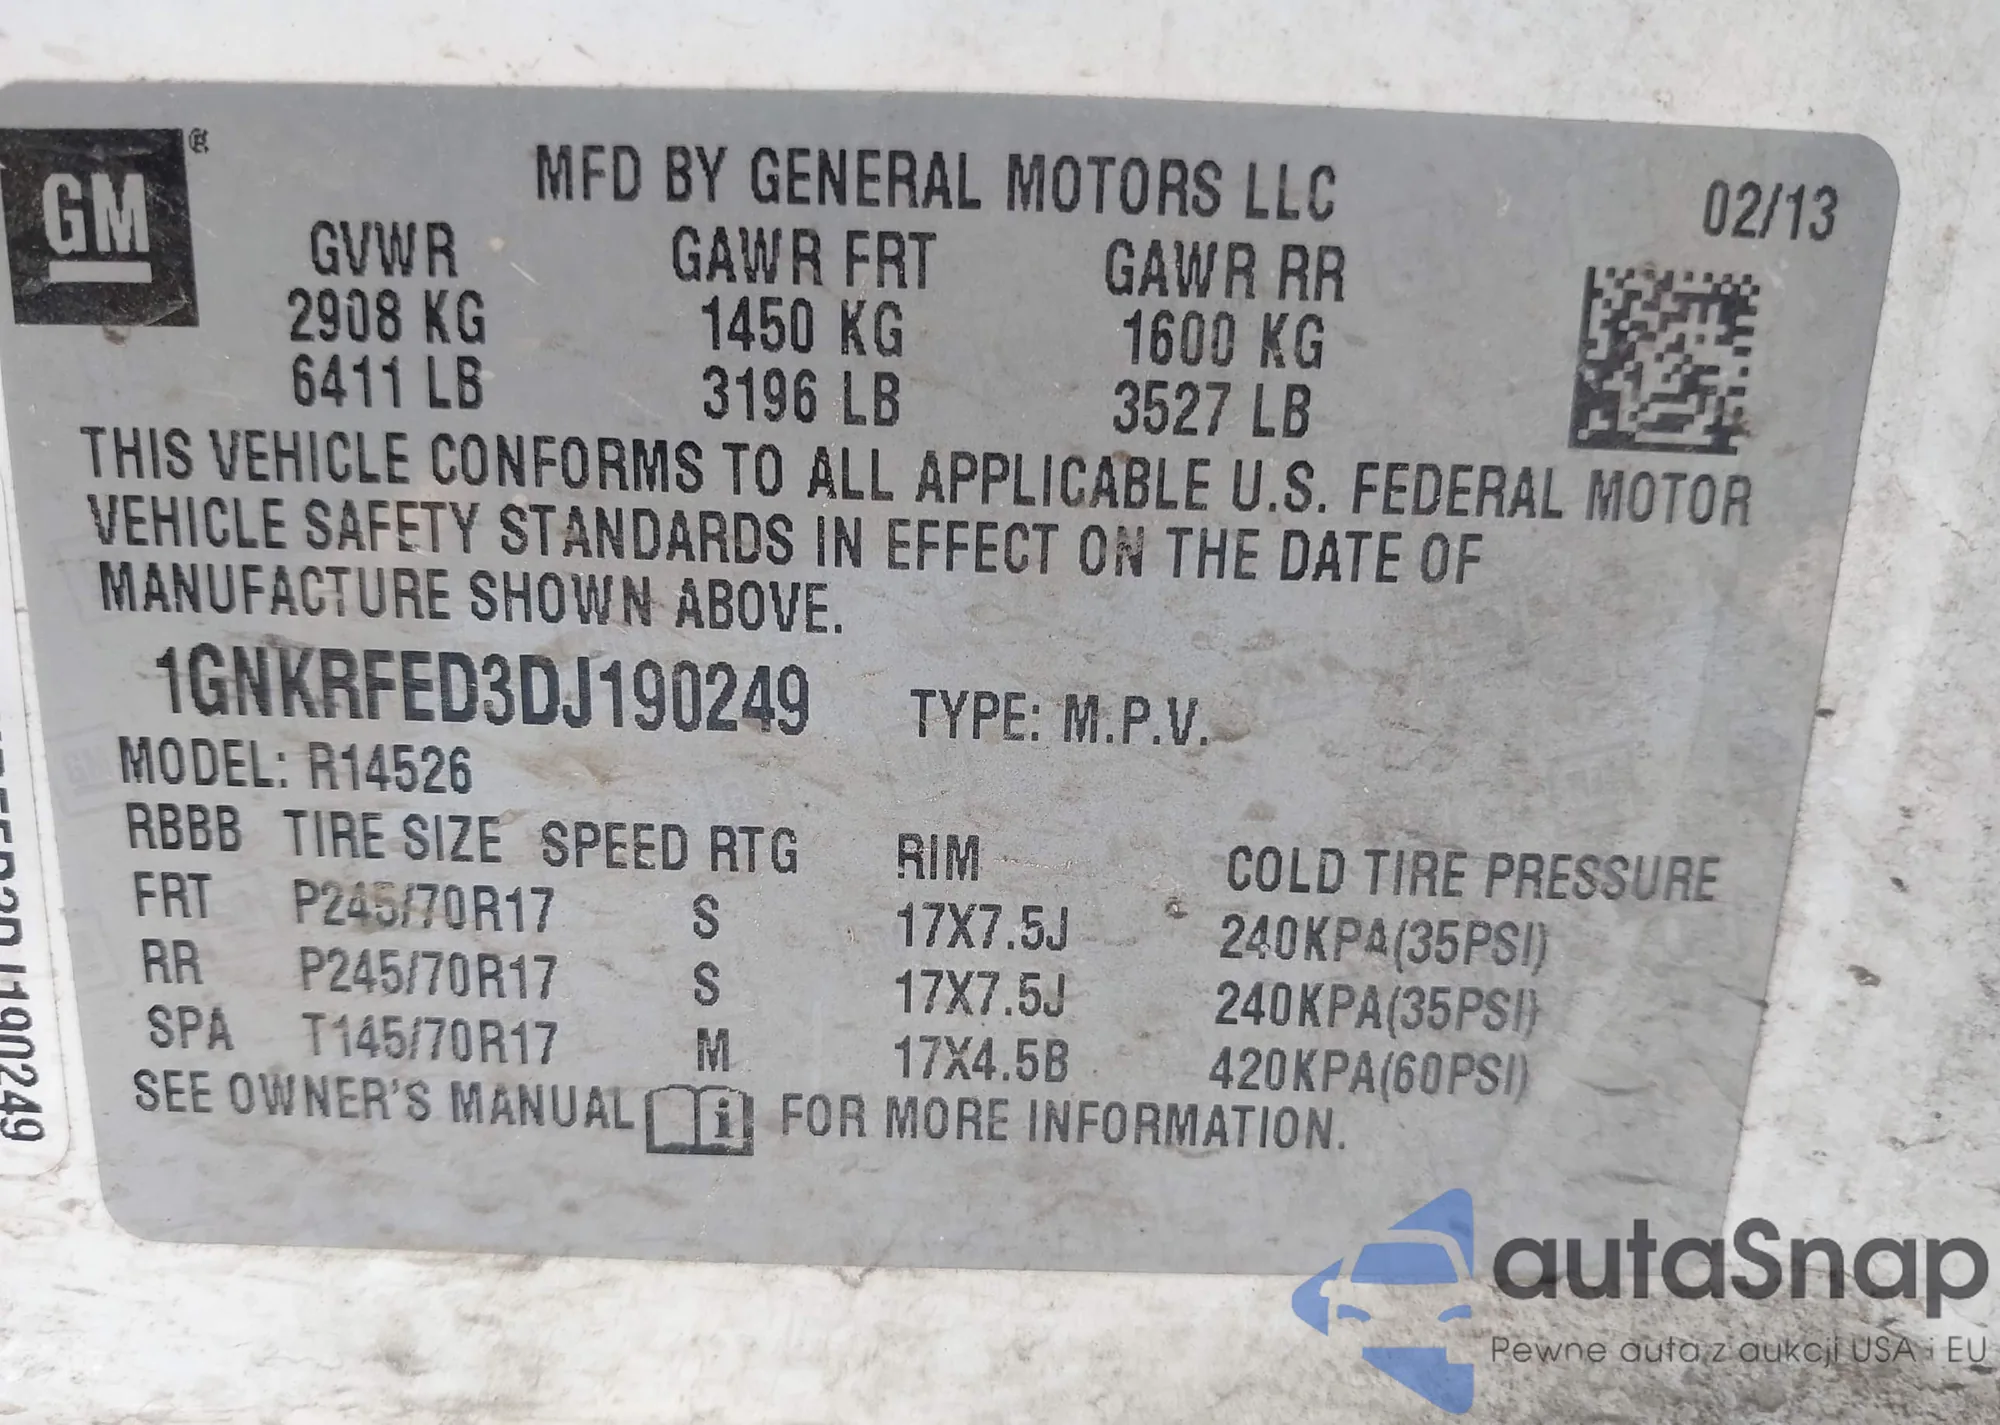 GM
®
MFD BY GENERAL MOTORS LLC
02/13
GVWR GAWR FRT GAWR RR
2908 KG 1450 KG 1600 KG
6411 LB 3196 LB 3527 LB
THIS VEHICLE CONFORMS TO ALL APPLICABLE U.S. FEDERAL MOTOR
VEHICLE SAFETY STANDARDS IN EFFECT ON THE DATE OF
MANUFACTURE SHOWN ABOVE.
1GNKRFED3DJ190249 TYPE: M.P.V.
MODEL: R14526
RBBB TIRE SIZE SPEED RTG RIM COLD TIRE PRESSURE
FRT P245/70R17 S 17X7.5J 240KPA(35PSI)
RR P245/70R17 S 17X7.5J 240KPA(35PSI)
SPA T145/70R17 M 17X4.5B 420KPA(60PSI)
SEE OWNER'S MANUAL i FOR MORE INFORMATION.
autaSnap
Pewne auta z aukcji USA i EU